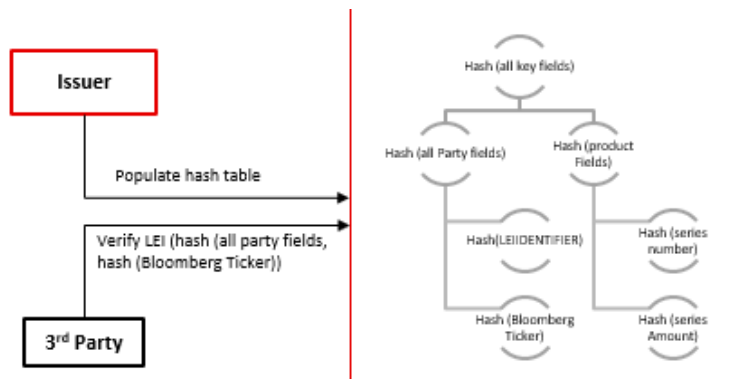 Issuer
Populate hash table
Verify LEI (hash (all party fields,
hash (Bloomberg Ticker))
3rd Party
Hash (all key fields)
Hash (all Party fields)
Hash (product
Fields)
Hash(LEIIDENTIFIER)
Hash (series
number)
Hash (Bloomberg
Ticker)
Hash (series
Amount)